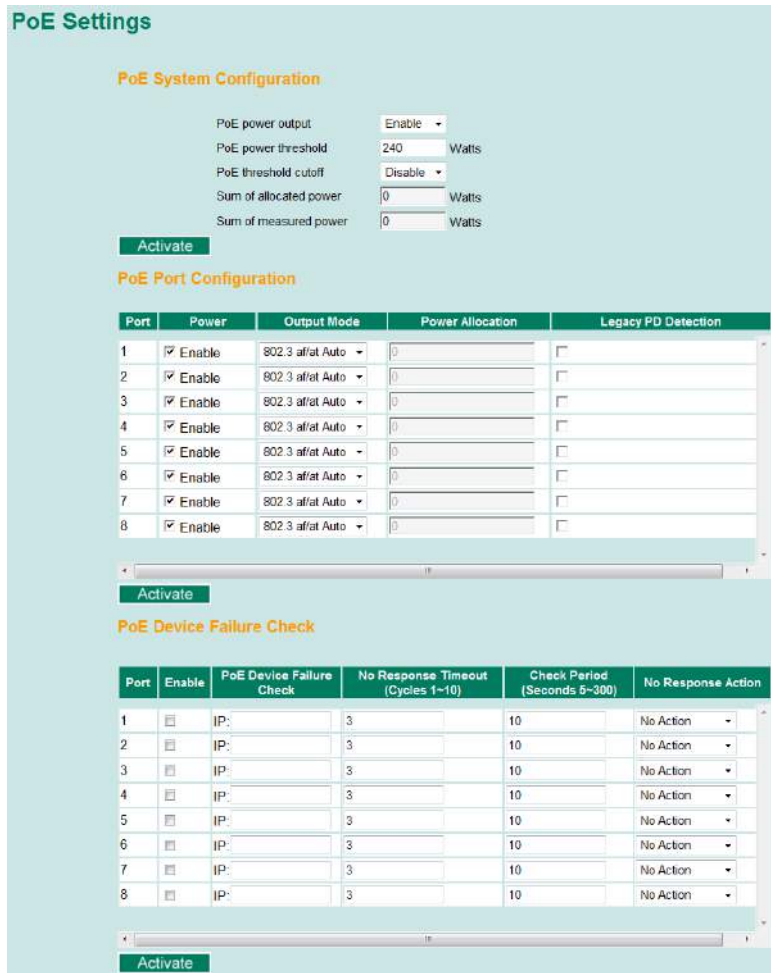 PoE Settings
PoE System Configuration
PoE power output Enable
PoE power threshold 240 Watts
PoE threshold cutoff Disable
Sum of allocated power 0 Watts
Sum of measured power 0 Watts
Activate
PoE Port Configuration
Port Power Output Mode Power Allocation Legacy PD Detection
1 Enable 802.3 af/at Auto 0
2 Enable 802.3 af/at Auto 0
3 Enable 802.3 af/at Auto 0
4 Enable 802.3 af/at Auto 0
5 Enable 802.3 af/at Auto 0
6 Enable 802.3 af/at Auto 0
7 Enable 802.3 af/at Auto 0
8 Enable 802.3 af/at Auto 0
Activate
PoE Device Failure Check
Port Enable PoE Device Failure Check No Response Timeout (Cycles 1~10) Check Period (Seconds 5~300) No Response Action
1 IP: 3 10 No Action
2 IP: 3 10 No Action
3 IP: 3 10 No Action
4 IP: 3 10 No Action
5 IP: 3 10 No Action
6 IP: 3 10 No Action
7 IP: 3 10 No Action
8 IP: 3 10 No Action
Activate